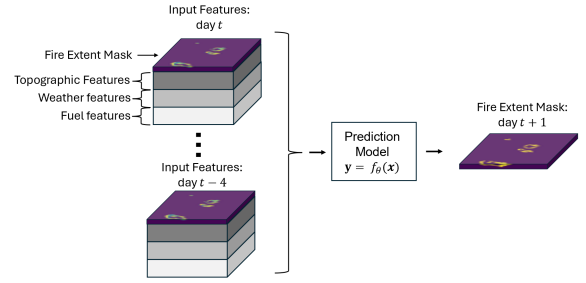 Input Features:
day t
Fire Extent Mask
Topographic Features
Weather features
Fuel features
Input Features:
day t − 4
Prediction
Model
y = f_θ(x)
Fire Extent Mask:
day t + 1